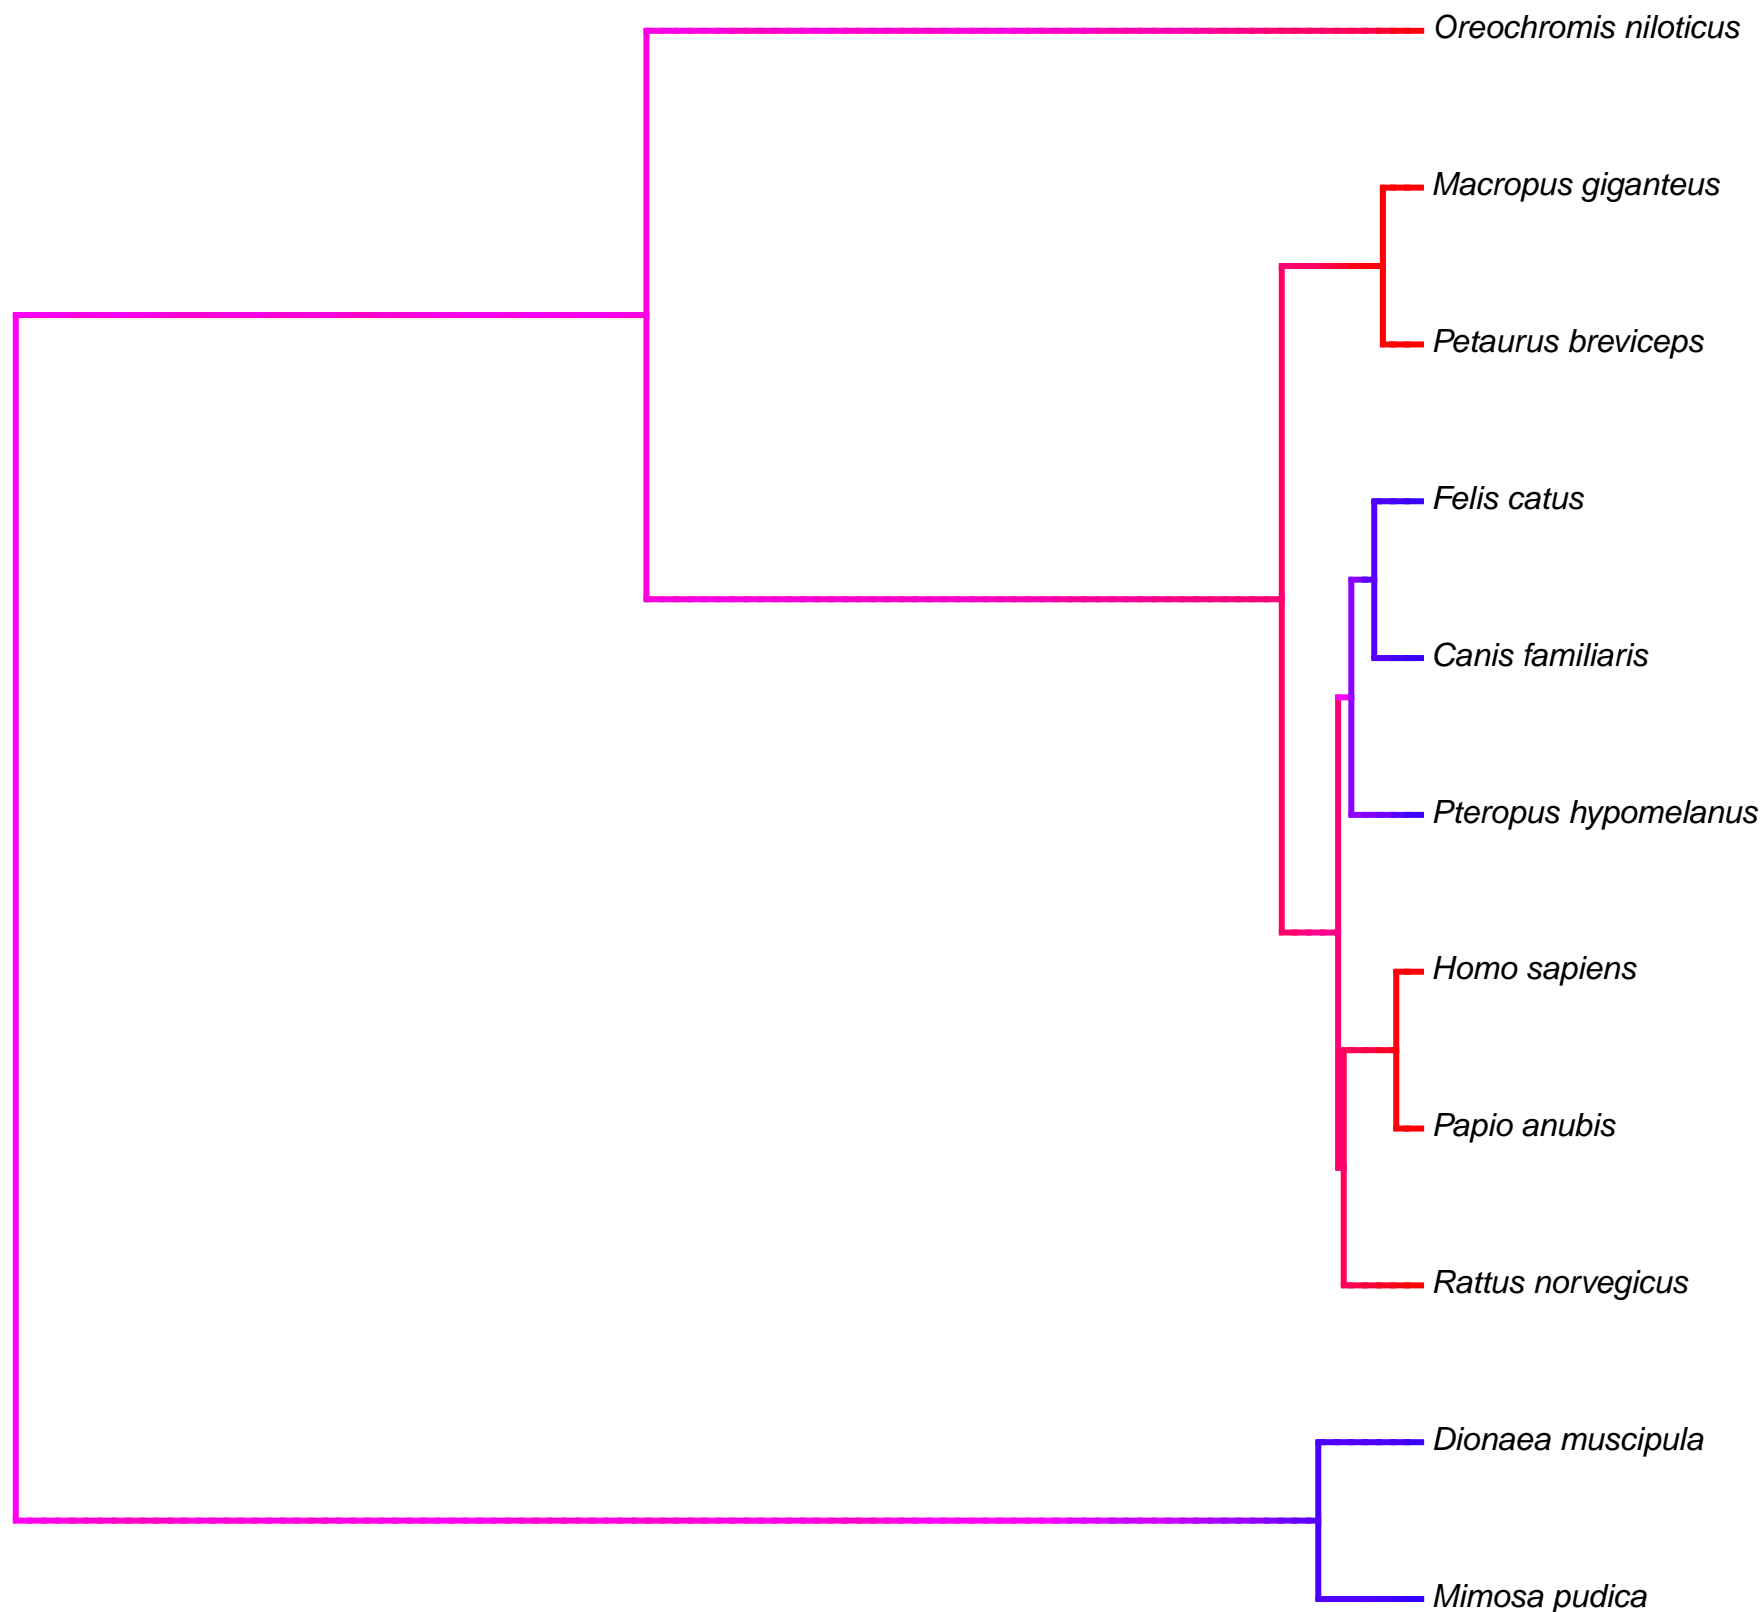 Oreochromis niloticus
Macropus giganteus
Petaurus breviceps
Felis catus
Canis familiaris
Pteropus hypomelanus
Homo sapiens
Papio anubis
Rattus norvegicus
Dionaea muscipula
Mimosa pudica